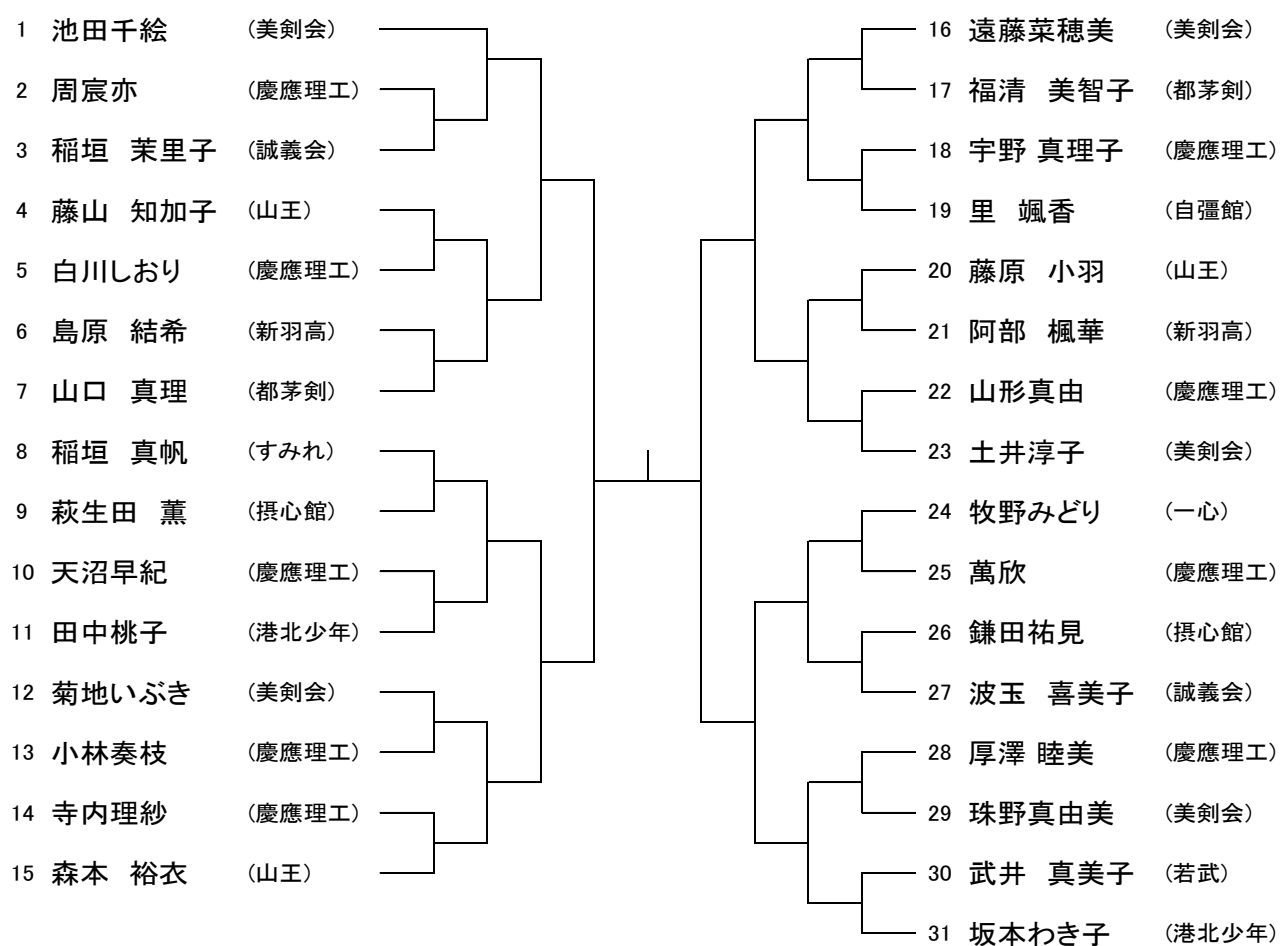 1 池田千絵 (美剣会)
2 周宸亦 (慶應理工)
3 稲垣　茉里子 (誠義会)
4 藤山　知加子 (山王)
5 白川しおり (慶應理工)
6 島原　結希 (新羽高)
7 山口　真理 (都茅剣)
8 稲垣　真帆 (すみれ)
9 萩生田　薫 (摂心館)
10 天沼早紀 (慶應理工)
11 田中桃子 (港北少年)
12 菊地いぶき (美剣会)
13 小林奏枝 (慶應理工)
14 寺内理紗 (慶應理工)
15 森本　裕衣 (山王)
16 遠藤菜穂美 (美剣会)
17 福清　美智子 (都茅剣)
18 宇野 真理子 (慶應理工)
19 里　颯香 (自彊館)
20 藤原　小羽 (山王)
21 阿部　楓華 (新羽高)
22 山形真由 (慶應理工)
23 土井淳子 (美剣会)
24 牧野みどり (一心)
25 萬欣 (慶應理工)
26 鎌田祐見 (摂心館)
27 波玉　喜美子 (誠義会)
28 厚澤 睦美 (慶應理工)
29 珠野真由美 (美剣会)
30 武井　真美子 (若武)
31 坂本わき子 (港北少年)